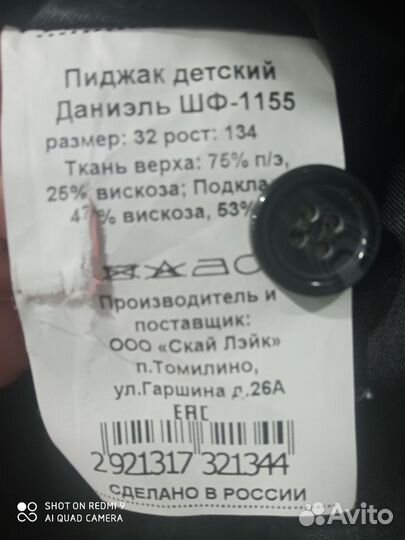 Пиджак детский
Даниэль ШФ-1155
размер: 32 рост: 134
Ткань верха: 75% п/э,
25% вискоза;
вискоза, 53%
Производитель и
поставщик:
ООО «Скай Лэйк»
п.Томилино,
ул.Гаршина д.26А
EAC
2 921317 321344
СДЕЛАНО В РОССИИ
SHOT ON REDMI 9
AI QUAD CAMERA
Avito